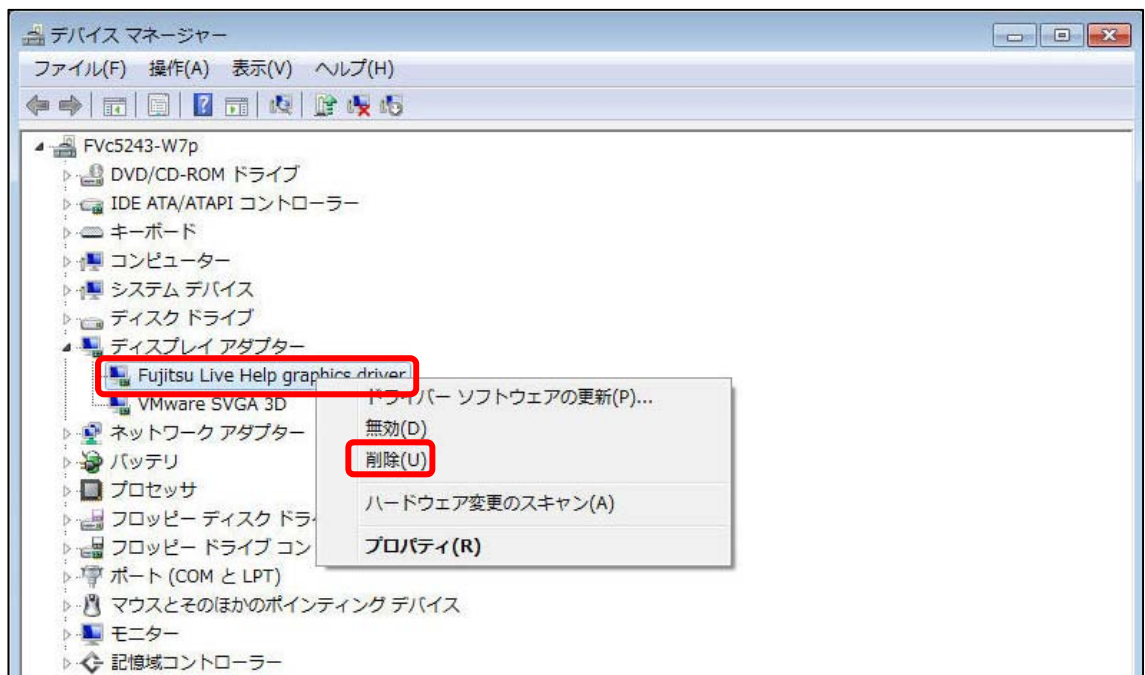 デバイス マネージャー
ファイル(F) 操作(A) 表示(V) ヘルプ(H)
FVc5243-W7p
DVD/CD-ROM ドライブ
IDE ATA/ATAPI コントローラー
キーボード
コンピューター
システム デバイス
ディスク ドライブ
ディスプレイ アダプター
Fujitsu Live Help graphics driver
VMware SVGA 3D
ネットワーク アダプター
バッテリ
プロセッサ
フロッピー ディスク ドラ
フロッピー ドライブ コン
ポート (COM と LPT)
マウスとそのほかのポインティング デバイス
モニター
記憶域コントローラー
ドライバー ソフトウェアの更新(P)...
無効(D)
削除(U)
ハードウェア変更のスキャン(A)
プロパティ(R)